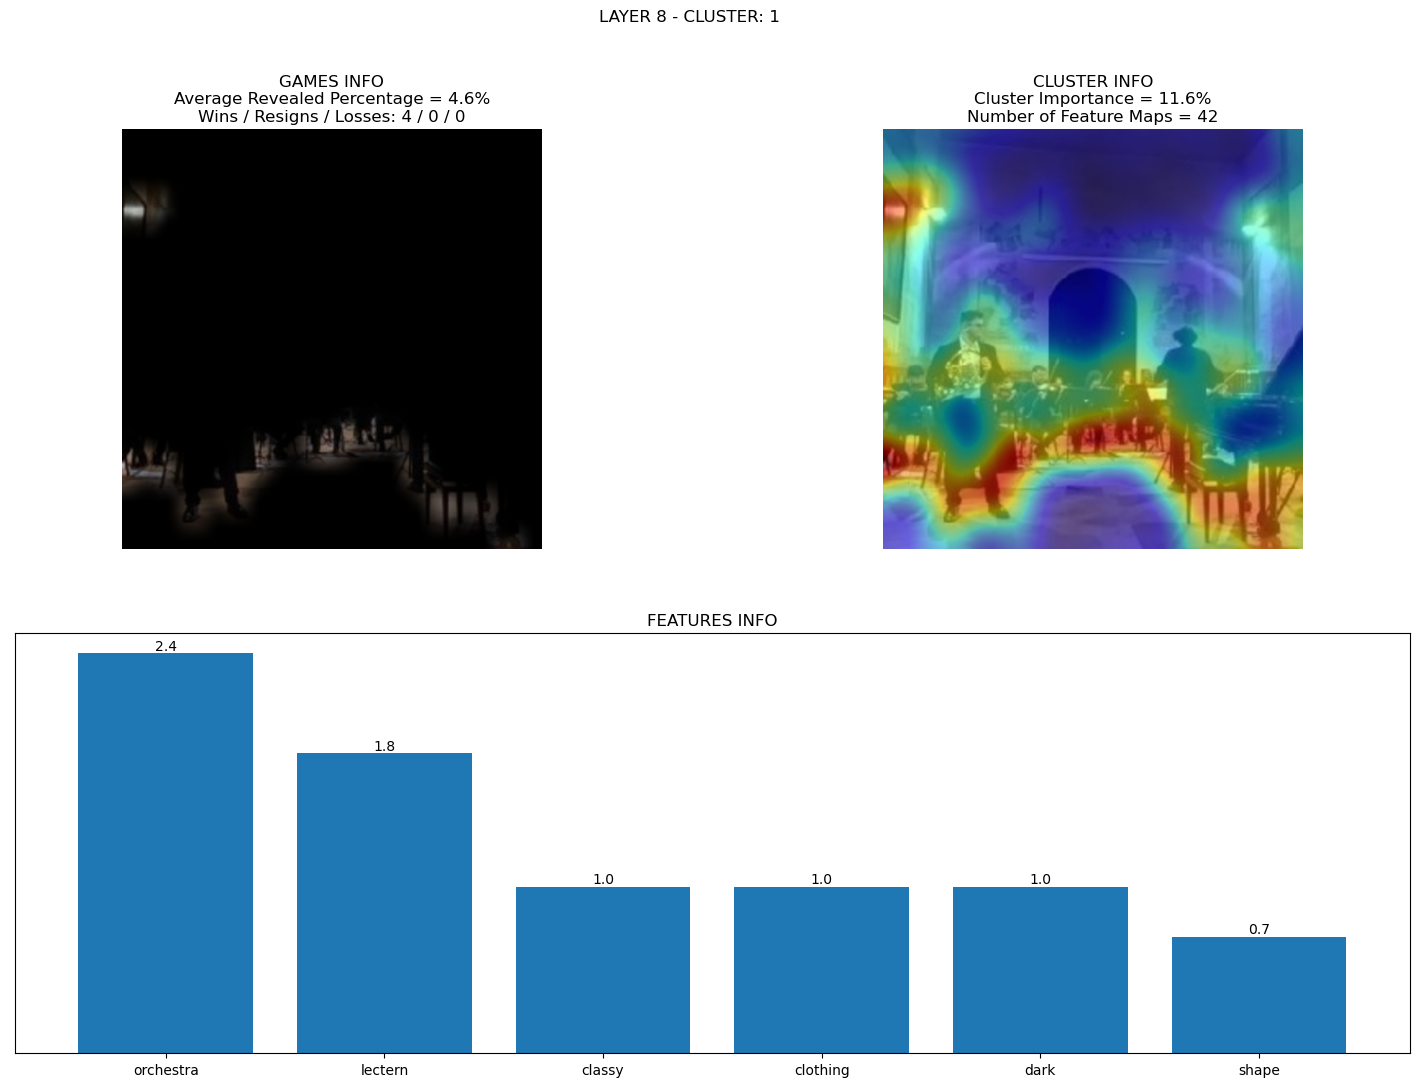 LAYER 8 - CLUSTER: 1
GAMES INFO
Average Revealed Percentage = 4.6%
Wins / Resigns / Losses: 4 / 0 / 0
CLUSTER INFO
Cluster Importance = 11.6%
Number of Feature Maps = 42
FEATURES INFO
2.4
1.8
1.0
1.0
1.0
0.7
orchestra
lectern
classy
clothing
dark
shape